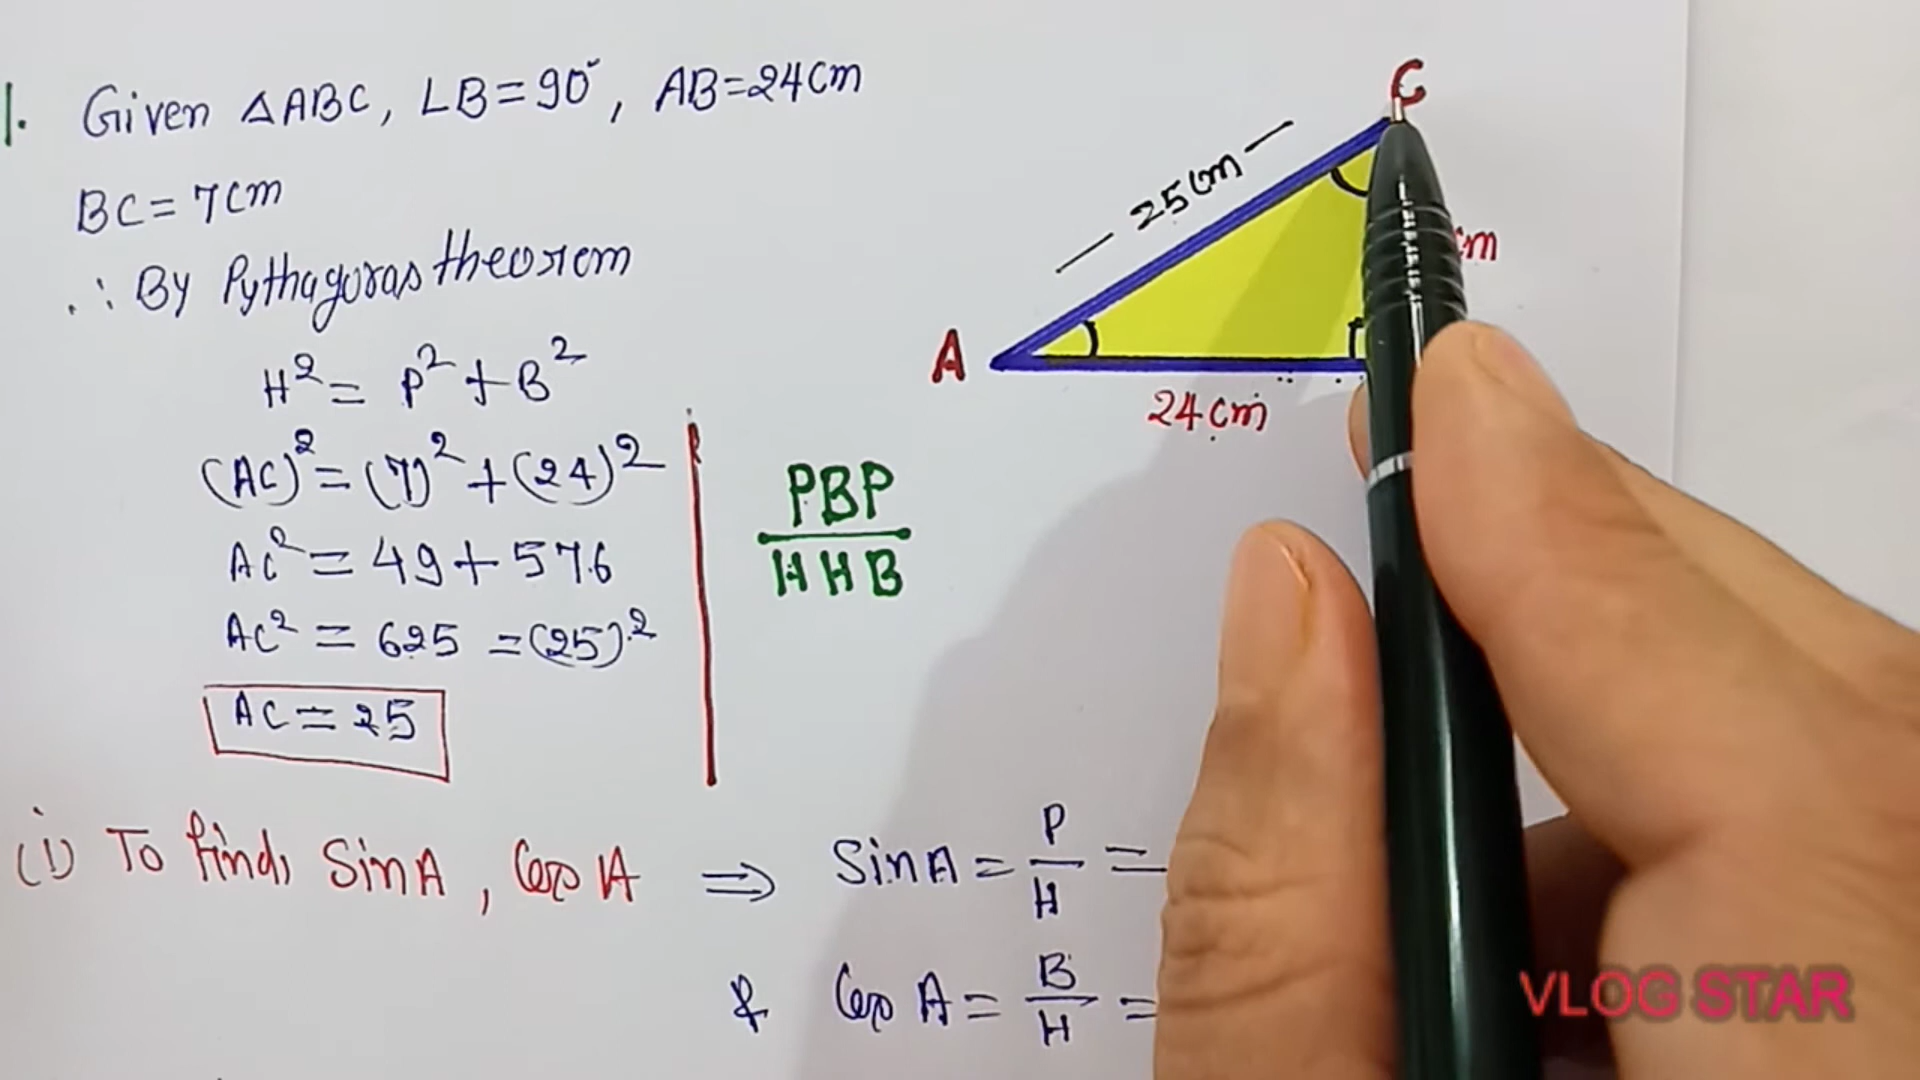 1. Given △ABC, ∠B=90°, AB=24cm
BC=7cm
∴ By Pythagoras theorem
H² = P² + B²
(AC)² = (7)² + (24)²
AC² = 49 + 576
AC² = 625 = (25)²
AC = 25
PBP
HHB
C
25cm
cm
A
24cm
(i) To find, Sin A, Cos A ⇒ Sin A = P/H =
& Cos A = B/H =
VLOG STAR